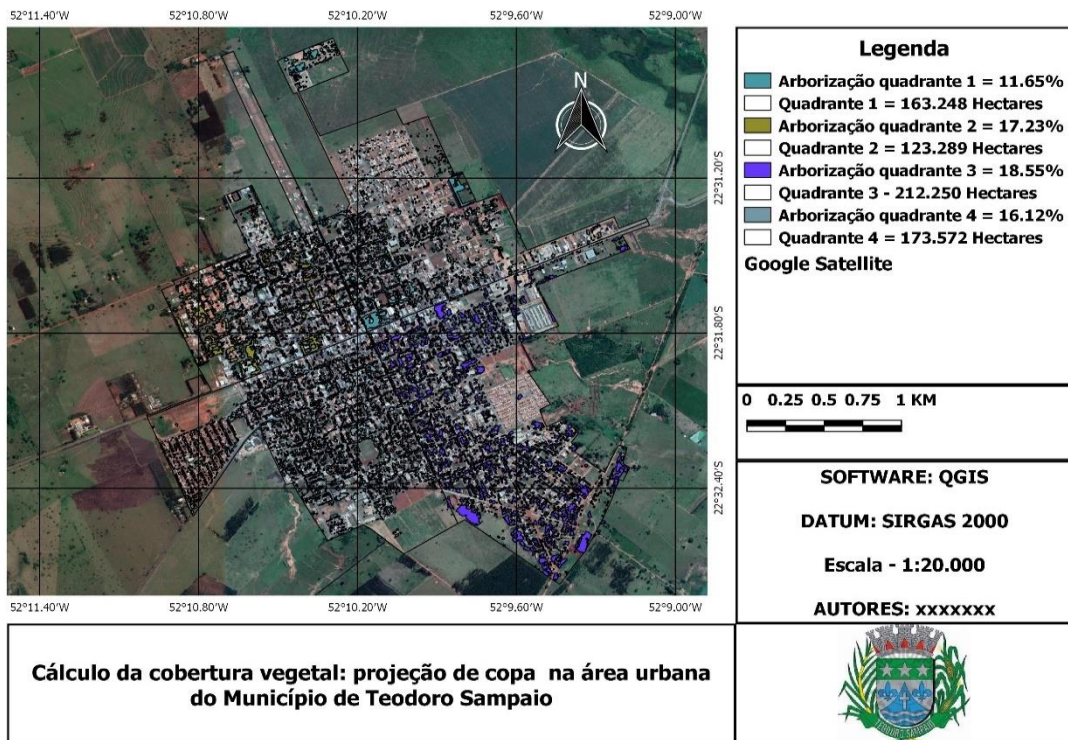 52°11.40'W 52°10.80'W 52°10.20'W 52°9.60'W 52°9.00'W
N
22°31.20'S
22°31.80'S
22°32.40'S
52°11.40'W 52°10.80'W 52°10.20'W 52°9.60'W 52°9.00'W
Legenda
Arborização quadrante 1 = 11.65%
Quadrante 1 = 163.248 Hectares
Arborização quadrante 2 = 17.23%
Quadrante 2 = 123.289 Hectares
Arborização quadrante 3 = 18.55%
Quadrante 3 - 212.250 Hectares
Arborização quadrante 4 = 16.12%
Quadrante 4 = 173.572 Hectares
Google Satellite
0 0.25 0.5 0.75 1 KM
SOFTWARE: QGIS
DATUM: SIRGAS 2000
Escala - 1:20.000
AUTORES: xxxxxxx
Cálculo da cobertura vegetal: projeção de copa na área urbana
do Município de Teodoro Sampaio
TEODORO SAMPAIO